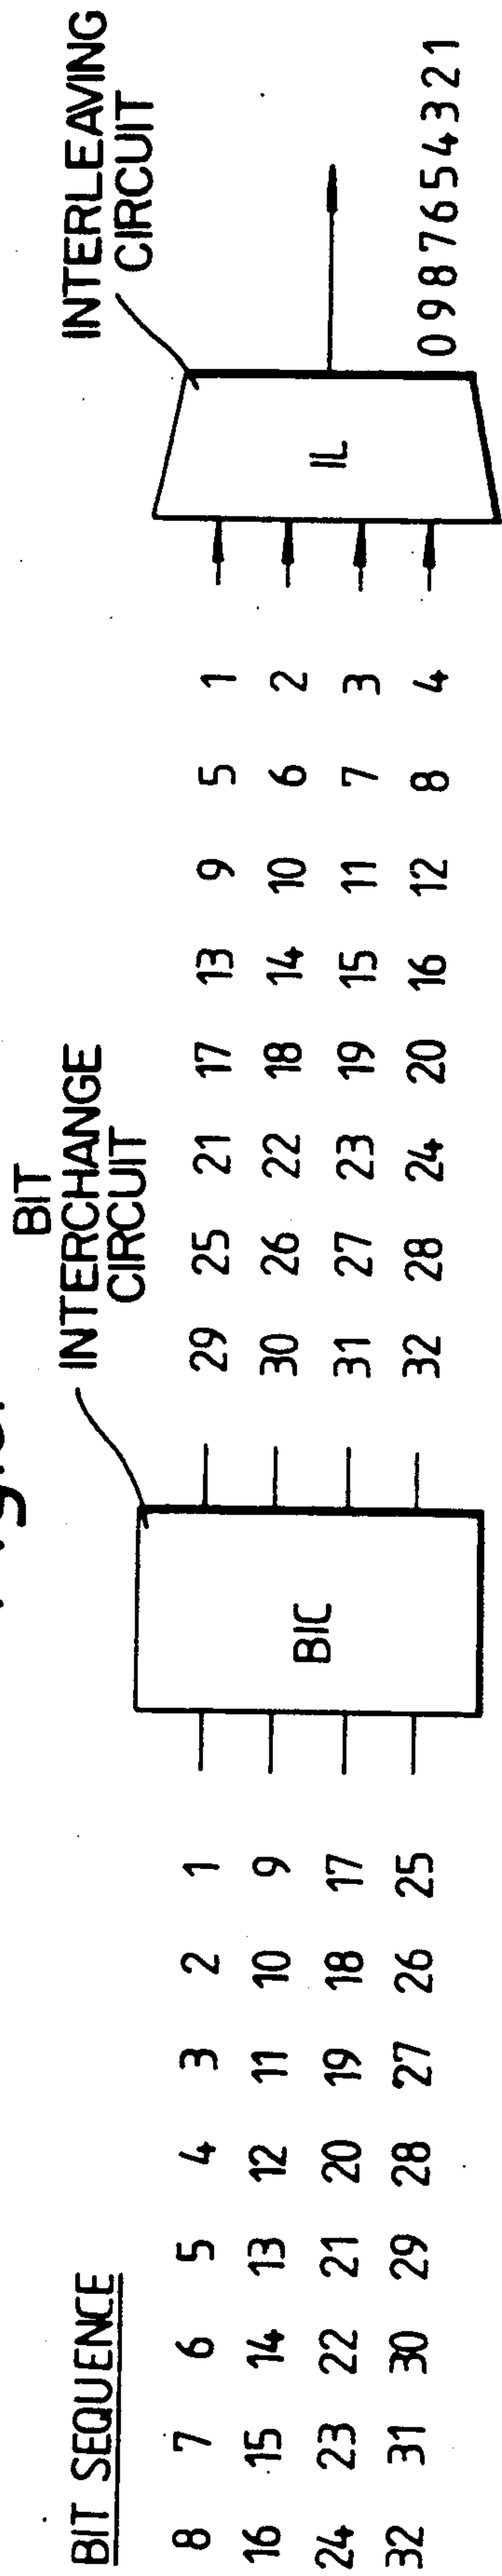 BIT SEQUENCE
8 7 6 5 4 3 2 1
16 15 14 13 12 11 10 9
24 23 22 21 20 19 18 17
32 31 30 29 28 27 26 25
BIC
BIT
INTERCHANGE
CIRCUIT
29 25 21 17 13 9 5 1
30 26 22 18 14 10 6 2
31 27 23 19 15 11 7 3
32 28 24 20 16 12 8 4
IL
INTERLEAVING
CIRCUIT
0987654321